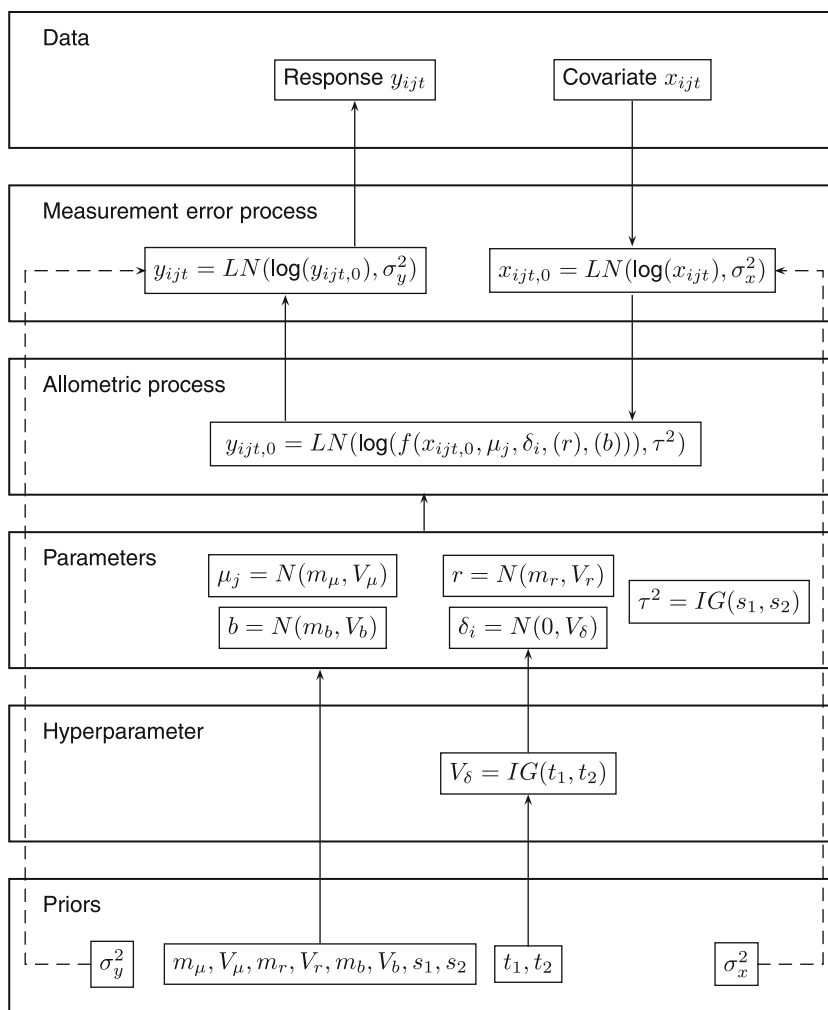 Data
Response $y_{ijt}$
Covariate $x_{ijt}$
Measurement error process
$y_{ijt} = LN(\log(y_{ijt,0}), \sigma_y^2)$
$x_{ijt,0} = LN(\log(x_{ijt}), \sigma_x^2)$
Allometric process
$y_{ijt,0} = LN(\log(f(x_{ijt,0}, \mu_j, \delta_i, (r), (b))), \tau^2)$
Parameters
$\mu_j = N(m_\mu, V_\mu)$
$r = N(m_r, V_r)$
$\tau^2 = IG(s_1, s_2)$
$b = N(m_b, V_b)$
$\delta_i = N(0, V_\delta)$
Hyperparameter
$V_\delta = IG(t_1, t_2)$
Priors
$\sigma_y^2$
$m_\mu, V_\mu, m_r, V_r, m_b, V_b, s_1, s_2$
$t_1, t_2$
$\sigma_x^2$